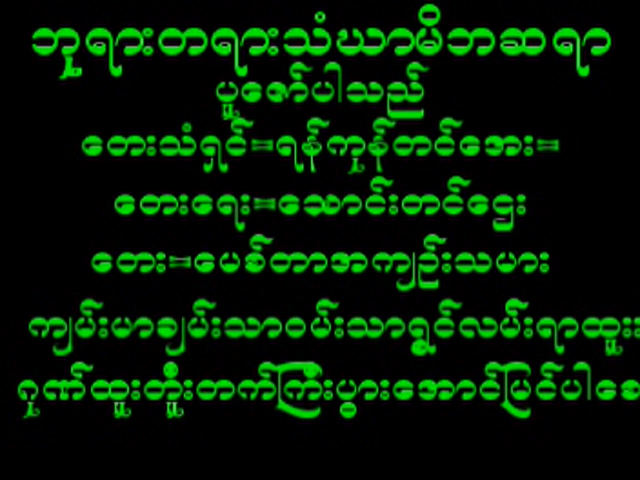 ဘုရားတရားသံဃာမိဘဆရာ
ပူဇော်ပါသည်
တေးသံရှင်=ရန်ကုန်တင်အေး=
တေးရေး=သောင်းတင်ဌေး
တေး=မေစ်တာအကျဉ်းသမား
ကျမ်းမာချမ်းသာဝမ်းသာရွှင်လမ်းရာထူး
ဂုဏ်ထူးတိုးတက်ကြီးပွားအောင်မြင်ပါစေ